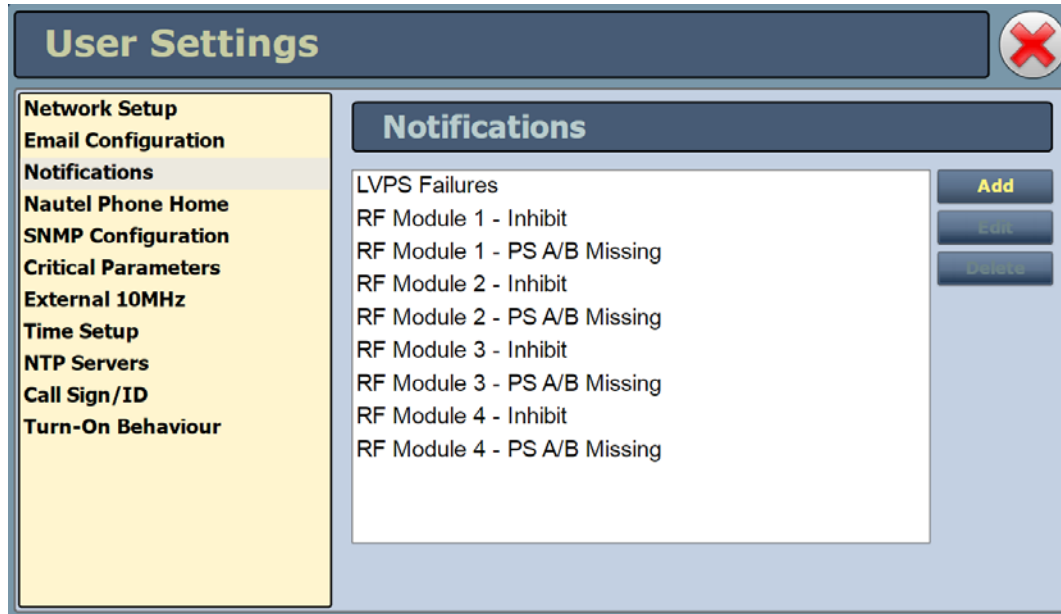 User Settings
Network Setup
Email Configuration
Notifications
Nautel Phone Home
SNMP Configuration
Critical Parameters
External 10MHz
Time Setup
NTP Servers
Call Sign/ID
Turn-On Behaviour
Notifications
LVPS Failures
RF Module 1 - Inhibit
RF Module 1 - PS A/B Missing
RF Module 2 - Inhibit
RF Module 2 - PS A/B Missing
RF Module 3 - Inhibit
RF Module 3 - PS A/B Missing
RF Module 4 - Inhibit
RF Module 4 - PS A/B Missing
Add
Edit
Delete